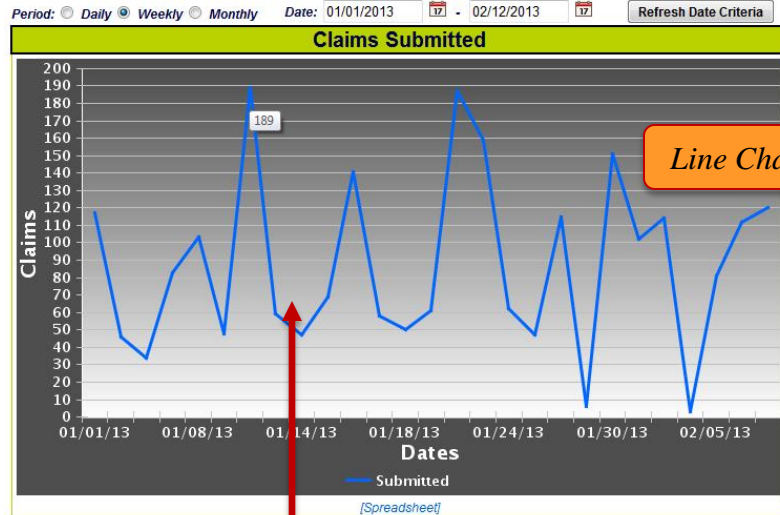 Period: Daily Weekly Monthly Date: 01/01/2013 17 - 02/12/2013 17 Refresh Date Criteria
Claims Submitted
200
190
180
170
160
150
140
130
120
110
100
90
80
70
60
50
40
30
20
10
0
Claims
189
Line Cha
01/01/13 01/08/13 01/14/13 01/18/13 01/24/13 01/30/13 02/05/13
Dates
Submitted
[Spreadsheet]